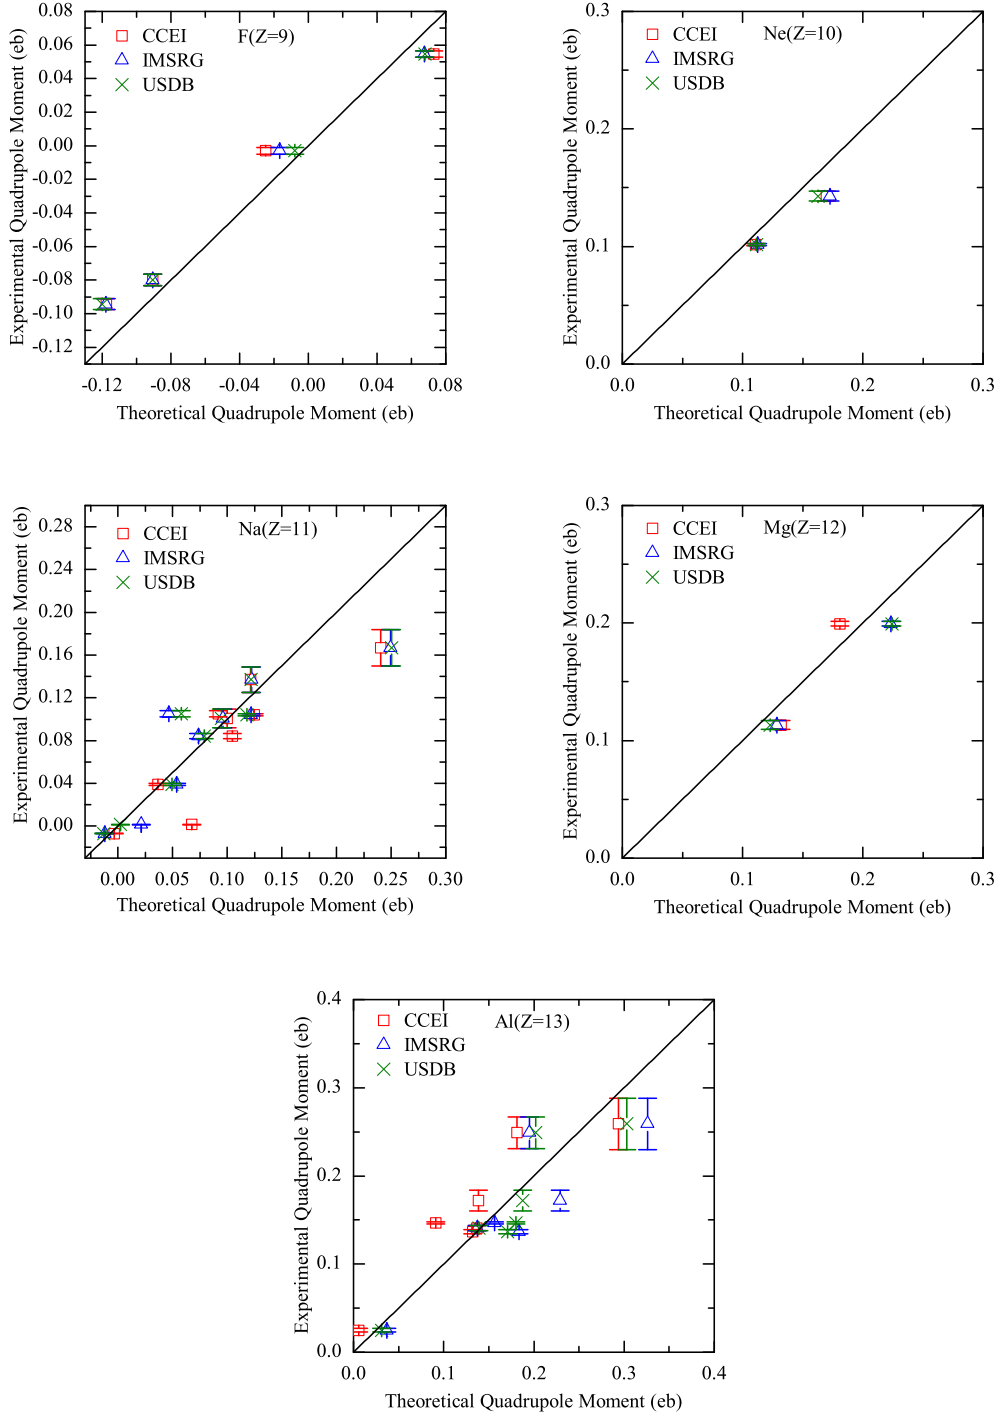 F(Z=9)
CCEI
IMSRG
USDB
0.08
0.06
0.04
0.02
0.00
-0.02
-0.04
-0.06
-0.08
-0.10
-0.12
-0.12 -0.08 -0.04 0.00 0.04 0.08
Experimental Quadrupole Moment (eb)
Theoretical Quadrupole Moment (eb)
Ne(Z=10)
CCEI
IMSRG
USDB
0.3
0.2
0.1
0.0
0.0 0.1 0.2 0.3
Experimental Quadrupole Moment (eb)
Theoretical Quadrupole Moment (eb)
Na(Z=11)
CCEI
IMSRG
USDB
0.28
0.24
0.20
0.16
0.12
0.08
0.04
0.00
0.00 0.05 0.10 0.15 0.20 0.25 0.30
Experimental Quadrupole Moment (eb)
Theoretical Quadrupole Moment (eb)
Mg(Z=12)
CCEI
IMSRG
USDB
0.3
0.2
0.1
0.0
0.0 0.1 0.2 0.3
Experimental Quadrupole Moment (eb)
Theoretical Quadrupole Moment (eb)
Al(Z=13)
CCEI
IMSRG
USDB
0.4
0.3
0.2
0.1
0.0
0.0 0.1 0.2 0.3 0.4
Experimental Quadrupole Moment (eb)
Theoretical Quadrupole Moment (eb)